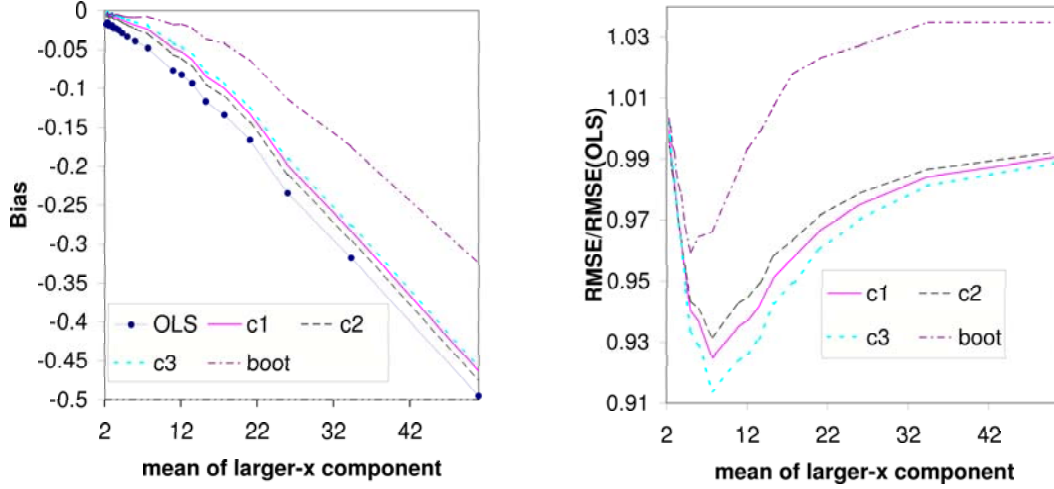 0
-0.05
-0.1
-0.15
-0.2
-0.25
-0.3
-0.35
-0.4
-0.45
-0.5
Bias
OLS c1 c2
c3 boot
2 12 22 32 42
mean of larger-x component
1.03
1.01
0.99
0.97
0.95
0.93
0.91
RMSE/RMSE(OLS)
c1 c2
c3 boot
2 12 22 32 42
mean of larger-x component